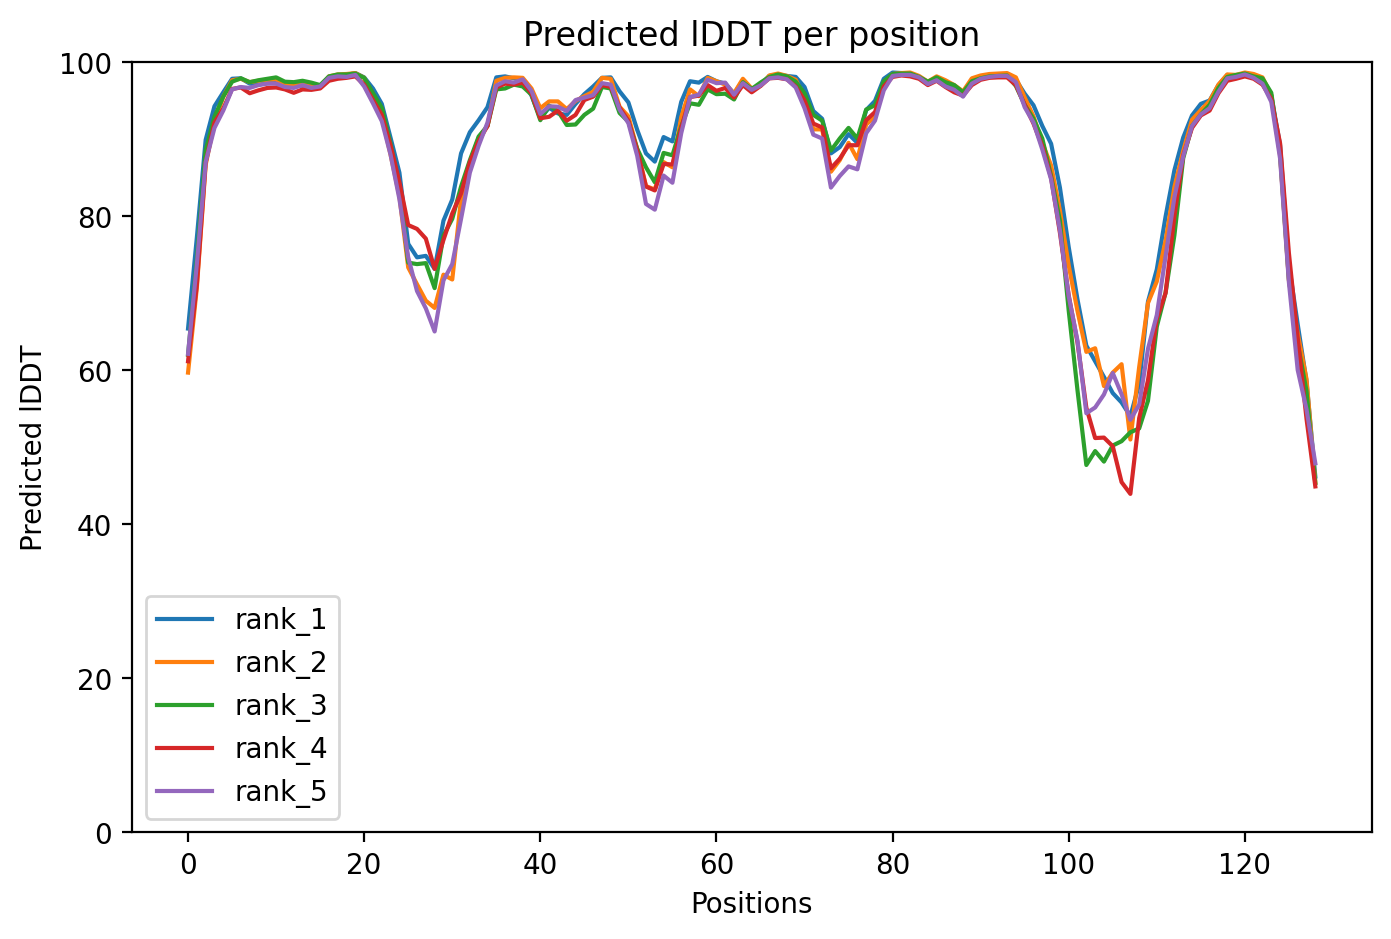 Predicted lDDT per position
100
80
60
40
20
0
Predicted lDDT
rank_1
rank_2
rank_3
rank_4
rank_5
0 20 40 60 80 100 120
Positions